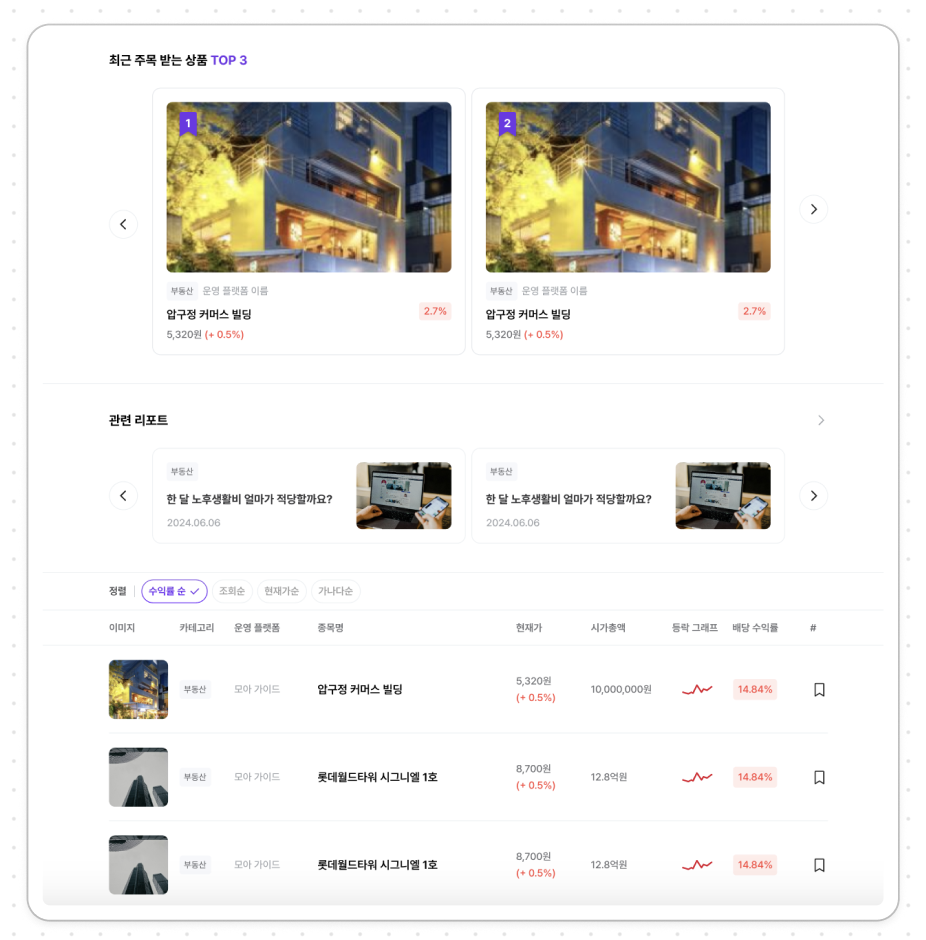 최근 주목 받는 상품 TOP 3
1
2
부동산 운영 플랫폼 이름
압구정 커머스 빌딩
2.7%
5,320원 (+ 0.5%)
부동산 운영 플랫폼 이름
압구정 커머스 빌딩
2.7%
5,320원 (+ 0.5%)
관련 리포트
부동산
한 달 노후생활비 얼마가 적당할까요?
2024.06.06
부동산
한 달 노후생활비 얼마가 적당할까요?
2024.06.06
정렬 수익률 순 조회순 현재가순 가나다순
이미지 카테고리 운영 플랫폼 종목명 현재가 시가총액 등락 그래프 배당 수익률 #
부동산 모아 가이드 압구정 커머스 빌딩 5,320원 10,000,000원 14.84%
(+ 0.5%)
부동산 모아 가이드 롯데월드타워 시그니엘 1호 8,700원 12.8억원 14.84%
(+ 0.5%)
부동산 모아 가이드 롯데월드타워 시그니엘 1호 8,700원 12.8억원 14.84%
(+ 0.5%)